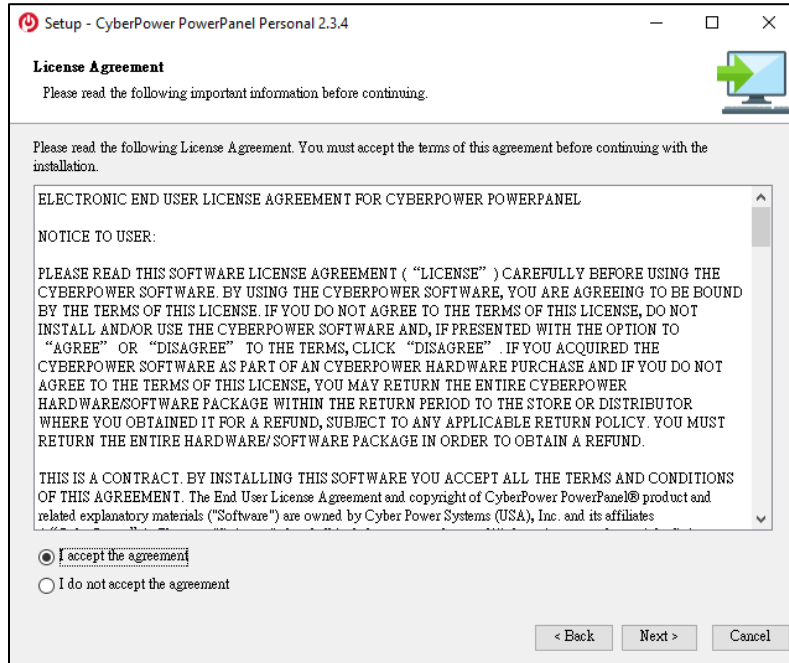 Setup - CyberPower PowerPanel Personal 2.3.4
License Agreement
Please read the following important information before continuing.
Please read the following License Agreement. You must accept the terms of this agreement before continuing with the
installation.
ELECTRONIC END USER LICENSE AGREEMENT FOR CYBERPOWER POWERPANEL
NOTICE TO USER:
PLEASE READ THIS SOFTWARE LICENSE AGREEMENT ( “LICENSE” ) CAREFULLY BEFORE USING THE
CYBERPOWER SOFTWARE. BY USING THE CYBERPOWER SOFTWARE, YOU ARE AGREEING TO BE BOUND
BY THE TERMS OF THIS LICENSE. IF YOU DO NOT AGREE TO THE TERMS OF THIS LICENSE, DO NOT
INSTALL AND/OR USE THE CYBERPOWER SOFTWARE AND, IF PRESENTED WITH THE OPTION TO
“AGREE” OR “DISAGREE” TO THE TERMS, CLICK “DISAGREE” . IF YOU ACQUIRED THE
CYBERPOWER SOFTWARE AS PART OF AN CYBERPOWER HARDWARE PURCHASE AND IF YOU DO NOT
AGREE TO THE TERMS OF THIS LICENSE, YOU MAY RETURN THE ENTIRE CYBERPOWER
HARDWARE/SOFTWARE PACKAGE WITHIN THE RETURN PERIOD TO THE STORE OR DISTRIBUTOR
WHERE YOU OBTAINED IT FOR A REFUND, SUBJECT TO ANY APPLICABLE RETURN POLICY. YOU MUST
RETURN THE ENTIRE HARDWARE/ SOFTWARE PACKAGE IN ORDER TO OBTAIN A REFUND.
THIS IS A CONTRACT. BY INSTALLING THIS SOFTWARE YOU ACCEPT ALL THE TERMS AND CONDITIONS
OF THIS AGREEMENT. The End User License Agreement and copyright of CyberPower PowerPanel® product and
related explanatory materials ("Software") are owned by Cyber Power Systems (USA), Inc. and its affiliates
I accept the agreement
I do not accept the agreement
< Back
Next >
Cancel